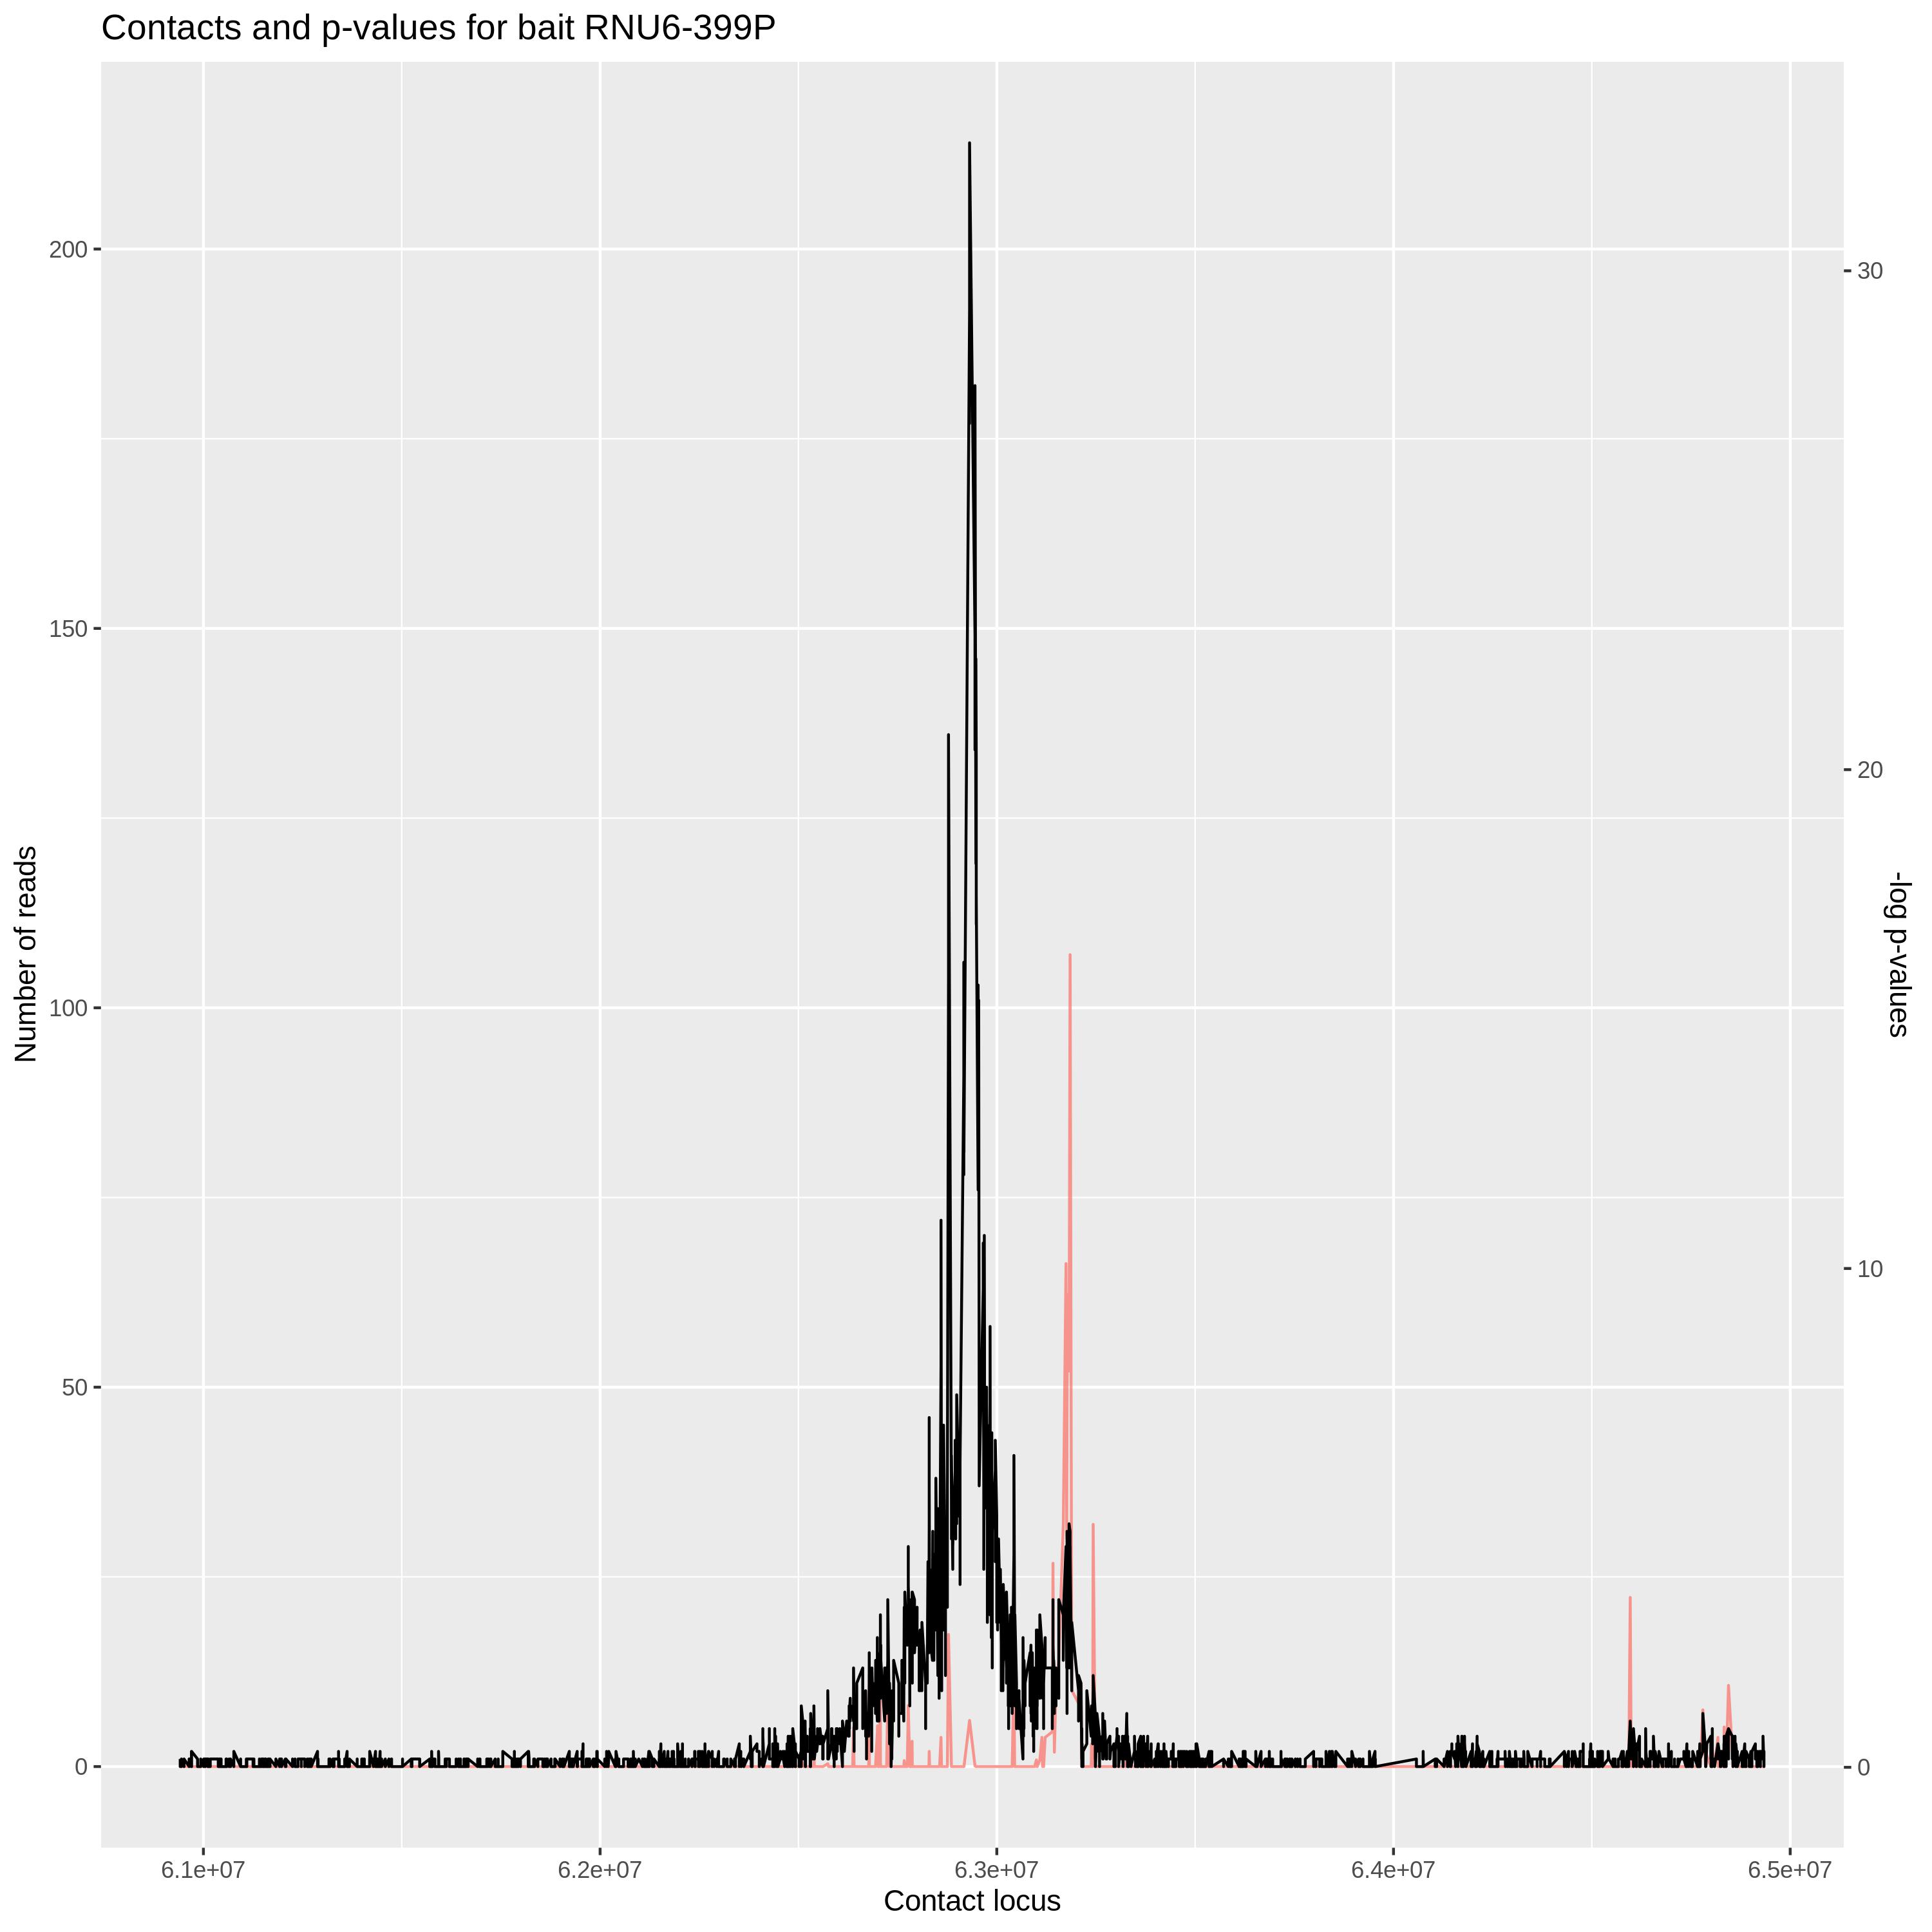 Contacts and p-values for bait RNU6-399P
200
150
100
50
0
Number of reads
30
20
10
0
-log p-values
6.1e+07
6.2e+07
6.3e+07
6.4e+07
6.5e+07
Contact locus